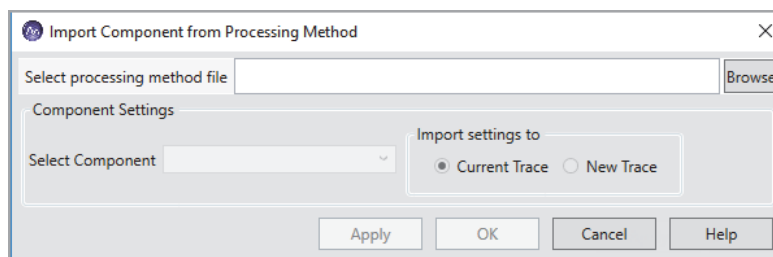 Import Component from Processing Method
Select processing method file Browse
Component Settings
Import settings to
Select Component Current Trace New Trace
Apply OK Cancel Help